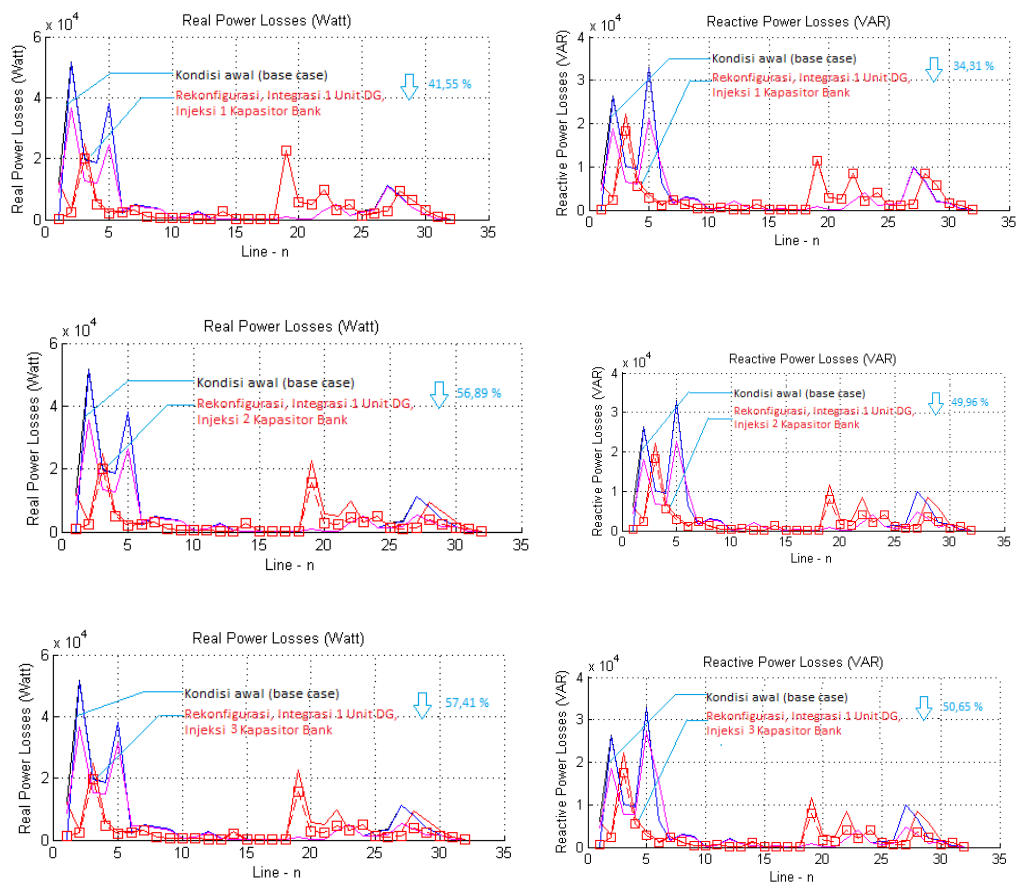 Real Power Losses (Watt)
x 10^4
Real Power Losses (Watt)
6
4
2
0
Kondisi awal (base case)
Rekonfigurasi, Integrasi 1 Unit DG,
Injeksi 1 Kapasitor Bank
41,55 %
0 5 10 15 20 25 30 35
Line - n
Reactive Power Losses (VAR)
x 10^4
Reactive Power Losses (VAR)
4
3
2
1
0
Kondisi awal (base case)
Rekonfigurasi, Integrasi 1 Unit DG,
Injeksi 1 Kapasitor Bank
34,31 %
0 5 10 15 20 25 30 35
Line - n
Real Power Losses (Watt)
x 10^4
Real Power Losses (Watt)
6
4
2
0
Kondisi awal (base case)
Rekonfigurasi, Integrasi 1 Unit DG,
Injeksi 2 Kapasitor Bank
56,89 %
0 5 10 15 20 25 30 35
Line - n
Reactive Power Losses (VAR)
x 10^4
Reactive Power Losses (VAR)
4
3
2
1
0
Kondisi awal (base case)
Rekonfigurasi, Integrasi 1 Unit DG,
Injeksi 2 Kapasitor Bank
49,96 %
0 5 10 15 20 25 30 35
Line - n
Real Power Losses (Watt)
x 10^4
Real Power Losses (Watt)
6
4
2
0
Kondisi awal (base case)
Rekonfigurasi, Integrasi 1 Unit DG,
Injeksi 3 Kapasitor Bank
57,41 %
0 5 10 15 20 25 30 35
Line - n
Reactive Power Losses (VAR)
x 10^4
Reactive Power Losses (VAR)
4
3
2
1
0
Kondisi awal (base case)
Rekonfigurasi, Integrasi 1 Unit DG,
Injeksi 3 Kapasitor Bank
50,65 %
0 5 10 15 20 25 30 35
Line - n